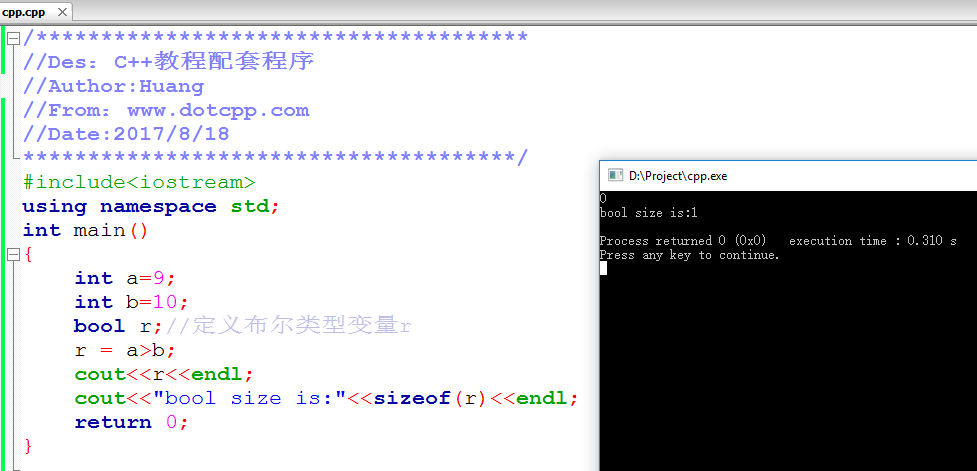 cpp.cpp
/**************************************
//Des：C++教程配套程序
//Author:Huang
//From：www.dotcpp.com
//Date:2017/8/18
**************************************/
#include<iostream>
using namespace std;
int main()
{
    int a=9;
    int b=10;
    bool r;//定义布尔类型变量r
    r = a>b;
    cout<<r<<endl;
    cout<<"bool size is:"<<sizeof(r)<<endl;
    return 0;
}
D:\Project\cpp.exe
0
bool size is:1
Process returned 0 (0x0)   execution time : 0.310 s
Press any key to continue.